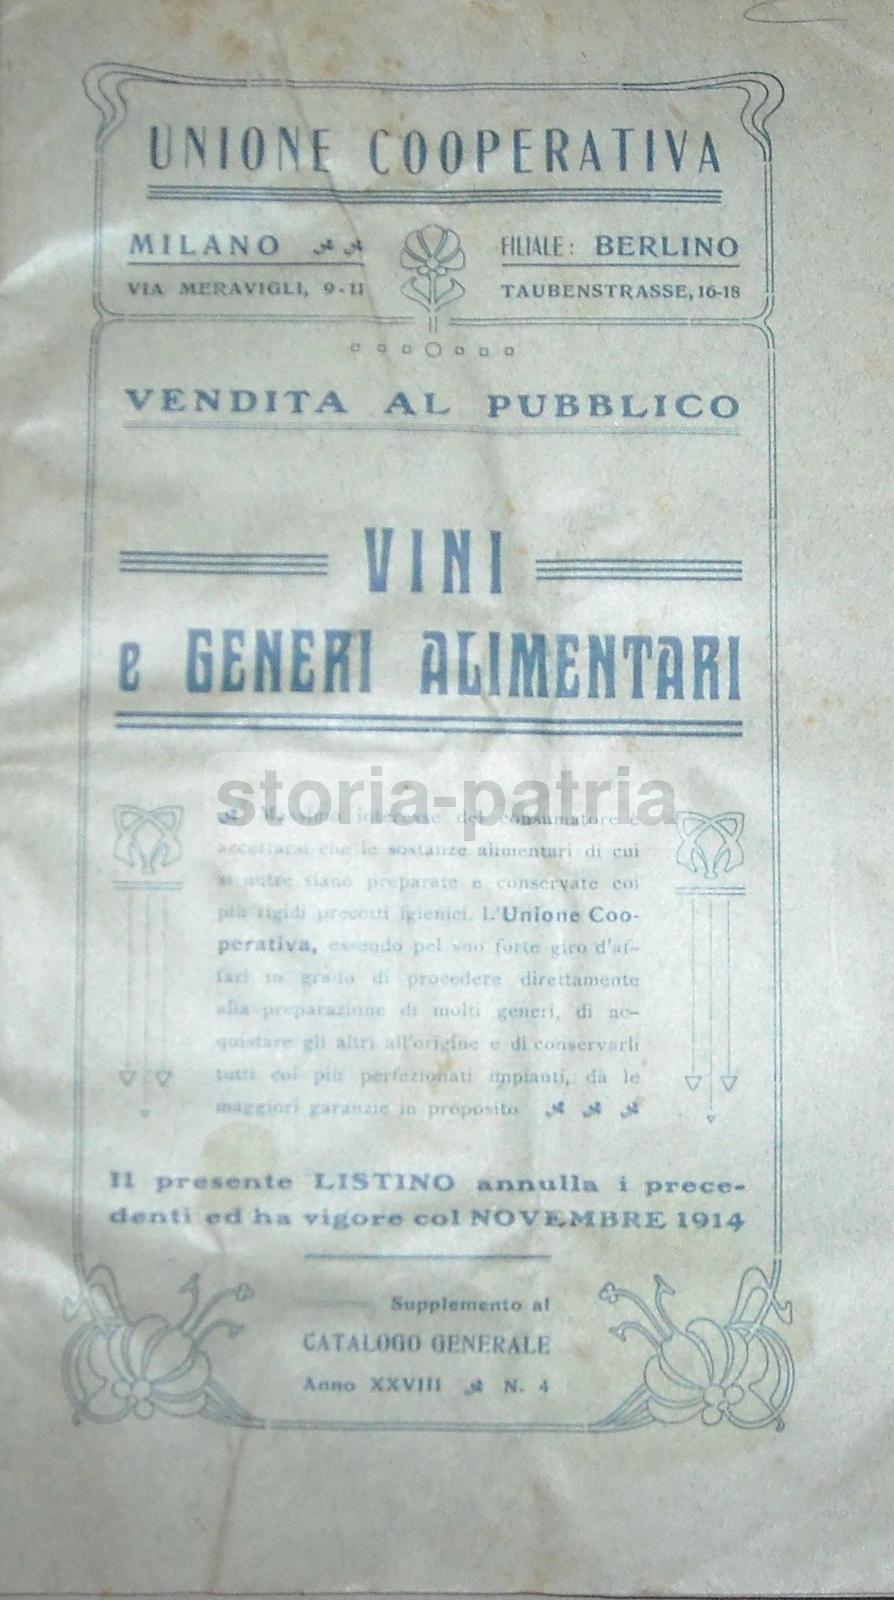 UNIONE COOPERATIVA
MILANO
FILIALE: BERLINO
VIA MERAVIGLI, 9-11
TAUBENSTRASSE, 16-18
VENDITA AL PUBBLICO
VINI
e GENERI ALIMENTARI
storia-patria
Massimo interesse del consumatore è
accertarsi che le sostanze alimentari di cui
si nutre siano preparate e conservate coi
più rigidi precetti igienici. L'Unione Coo-
perativa, essendo pel suo forte giro d'af-
fari in grado di procedere direttamente
alla preparazione di molti generi, di ac-
quistare gli altri all'origine e di conservarli
tutti coi più perfezionati impianti, dà le
maggiori garanzie in proposito
Il presente LISTINO annulla i prece-
denti ed ha vigore col NOVEMBRE 1914
Supplemento al
CATALOGO GENERALE
Anno XXVIII N. 4